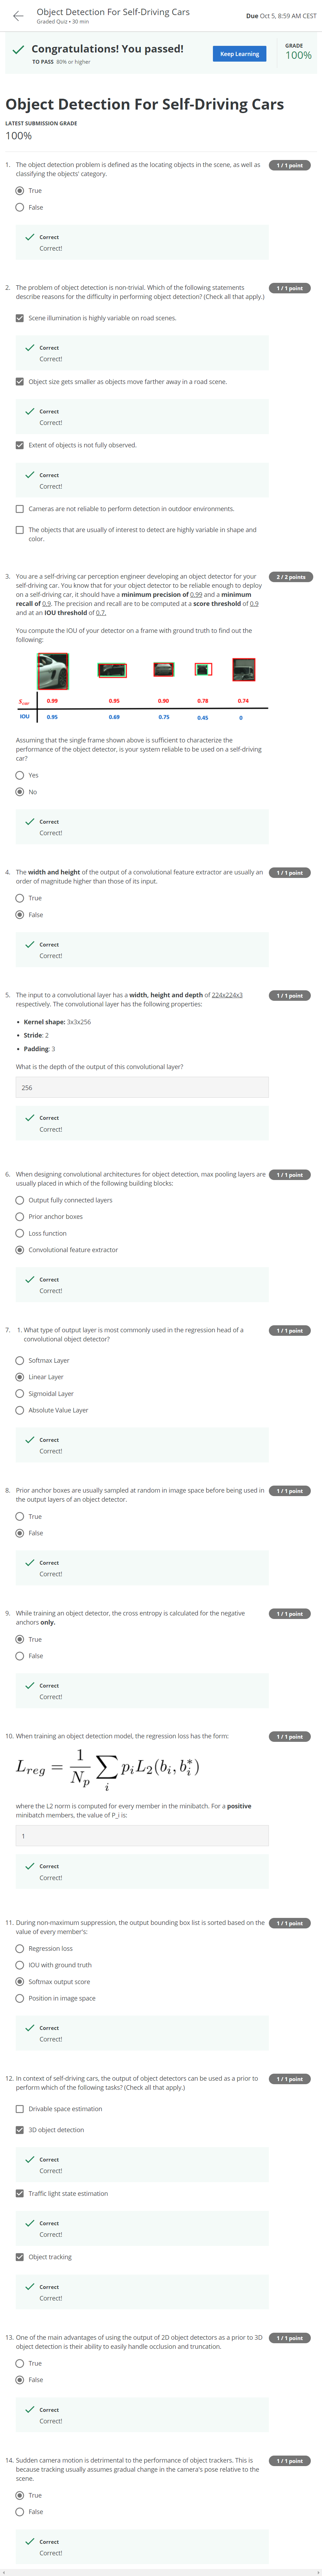 Object Detection For Self-Driving Cars
Graded Quiz • 30 min
Due Oct 5, 8:59 AM CEST
Congratulations! You passed!
TO PASS 80% or higher
Keep Learning
GRADE
100%
Object Detection For Self-Driving Cars
LATEST SUBMISSION GRADE
100%
1. The object detection problem is defined as the locating objects in the scene, as well as
classifying the objects' category.
1 / 1 point
True
False
Correct
Correct!
2. The problem of object detection is non-trivial. Which of the following statements
describe reasons for the difficulty in performing object detection? (Check all that apply.)
1 / 1 point
Scene illumination is highly variable on road scenes.
Correct
Correct!
Object size gets smaller as objects move farther away in a road scene.
Correct
Correct!
Extent of objects is not fully observed.
Correct
Correct!
Cameras are not reliable to perform detection in outdoor environments.
The objects that are usually of interest to detect are highly variable in shape and
color.
3. You are a self-driving car perception engineer developing an object detector for your
self-driving car. You know that for your object detector to be reliable enough to deploy
on a self-driving car, it should have a minimum precision of 0.99 and a minimum
recall of 0.9. The precision and recall are to be computed at a score threshold of 0.9
and at an IOU threshold of 0.7.
2 / 2 points
You compute the IOU of your detector on a frame with ground truth to find out the
following:
Scar 0.99 0.95 0.90 0.78 0.74
IOU 0.95 0.69 0.75 0.45 0
Assuming that the single frame shown above is sufficient to characterize the
performance of the object detector, is your system reliable to be used on a self-driving
car?
Yes
No
Correct
Correct!
4. The width and height of the output of a convolutional feature extractor are usually an
order of magnitude higher than those of its input.
1 / 1 point
True
False
Correct
Correct!
5. The input to a convolutional layer has a width, height and depth of 224x224x3
respectively. The convolutional layer has the following properties:
1 / 1 point
• Kernel shape: 3x3x256
• Stride: 2
• Padding: 3
What is the depth of the output of this convolutional layer?
256
Correct
Correct!
6. When designing convolutional architectures for object detection, max pooling layers are
usually placed in which of the following building blocks:
1 / 1 point
Output fully connected layers
Prior anchor boxes
Loss function
Convolutional feature extractor
Correct
Correct!
7. 1. What type of output layer is most commonly used in the regression head of a
convolutional object detector?
1 / 1 point
Softmax Layer
Linear Layer
Sigmoidal Layer
Absolute Value Layer
Correct
Correct!
8. Prior anchor boxes are usually sampled at random in image space before being used in
the output layers of an object detector.
1 / 1 point
True
False
Correct
Correct!
9. While training an object detector, the cross entropy is calculated for the negative
anchors only.
1 / 1 point
True
False
Correct
Correct!
10. When training an object detection model, the regression loss has the form:
1 / 1 point
L_reg = 1/N_p ∑_i p_i L_2(b_i, b_i^*)
where the L2 norm is computed for every member in the minibatch. For a positive
minibatch members, the value of P_i is:
1
Correct
Correct!
11. During non-maximum suppression, the output bounding box list is sorted based on the
value of every member's:
1 / 1 point
Regression loss
IOU with ground truth
Softmax output score
Position in image space
Correct
Correct!
12. In context of self-driving cars, the output of object detectors can be used as a prior to
perform which of the following tasks? (Check all that apply.)
1 / 1 point
Drivable space estimation
3D object detection
Correct
Correct!
Traffic light state estimation
Correct
Correct!
Object tracking
Correct
Correct!
13. One of the main advantages of using the output of 2D object detectors as a prior to 3D
object detection is their ability to easily handle occlusion and truncation.
1 / 1 point
True
False
Correct
Correct!
14. Sudden camera motion is detrimental to the performance of object trackers. This is
because tracking usually assumes gradual change in the camera's pose relative to the
scene.
1 / 1 point
True
False
Correct
Correct!